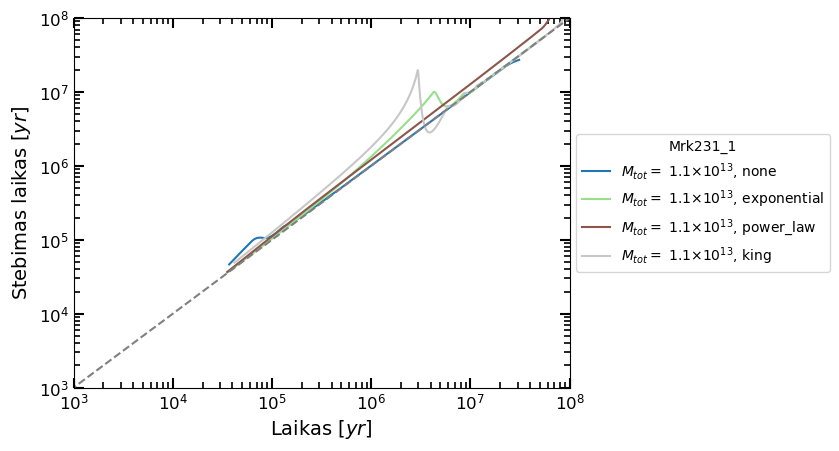 10^8
10^7
10^6
10^5
10^4
10^3
Stebimas laikas [yr]
10^3 10^4 10^5 10^6 10^7 10^8
Laikas [yr]
Mrk231_1
M_tot = 1.1×10^13, none
M_tot = 1.1×10^13, exponential
M_tot = 1.1×10^13, power_law
M_tot = 1.1×10^13, king